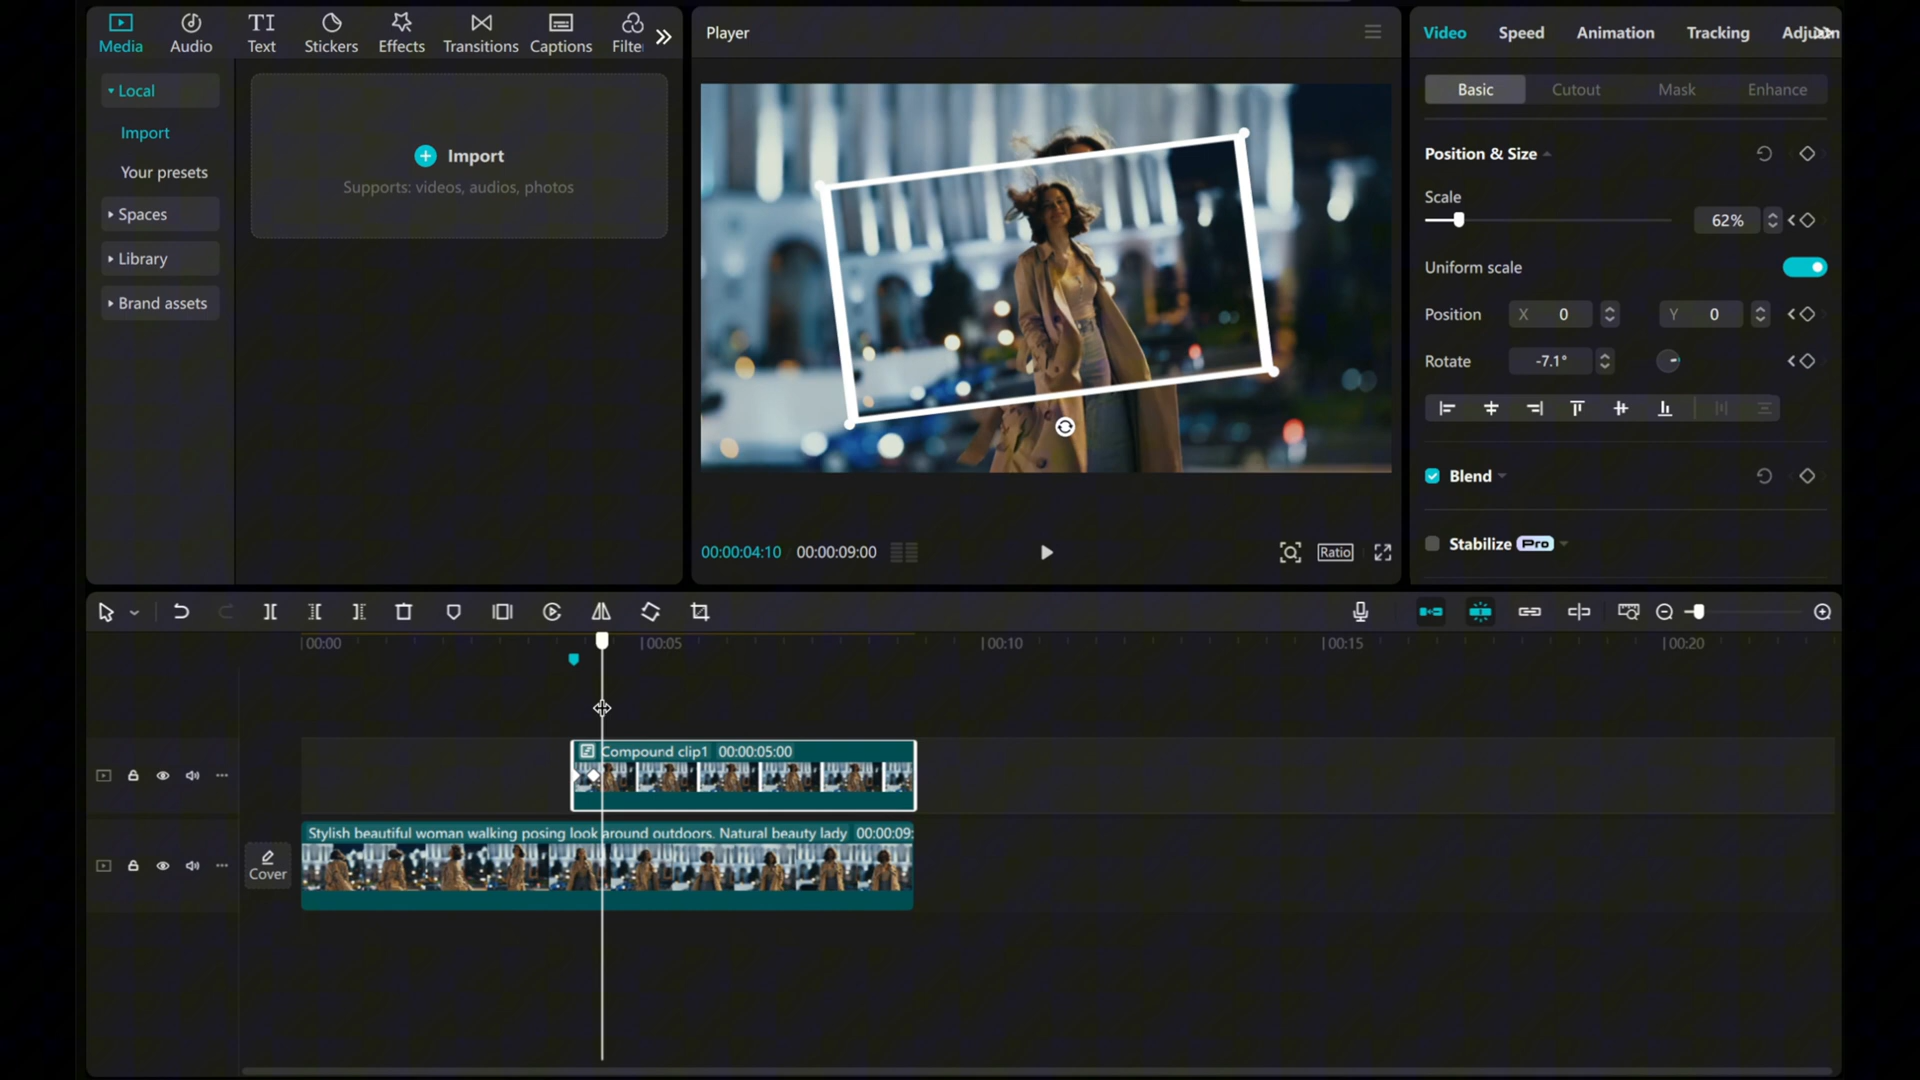 Media
Audio
Text
Stickers
Effects
Transitions
Captions
Filte
Local
Import
Your presets
Spaces
Library
Brand assets
Import
Supports: videos, audios, photos
Player
00:00:04:10
00:00:09:00
Ratio
Video
Speed
Animation
Tracking
Basic
Cutout
Mask
Enhance
Position & Size
Scale
62%
Uniform scale
Position
X 0
Y 0
Rotate
-7.1°
Blend
Stabilize Pro
00:00
00:05
00:10
00:15
00:20
Compound clip1 00:00:05:00
Stylish beautiful woman walking posing look around outdoors. Natural beauty lady 00:00:09:
Cover